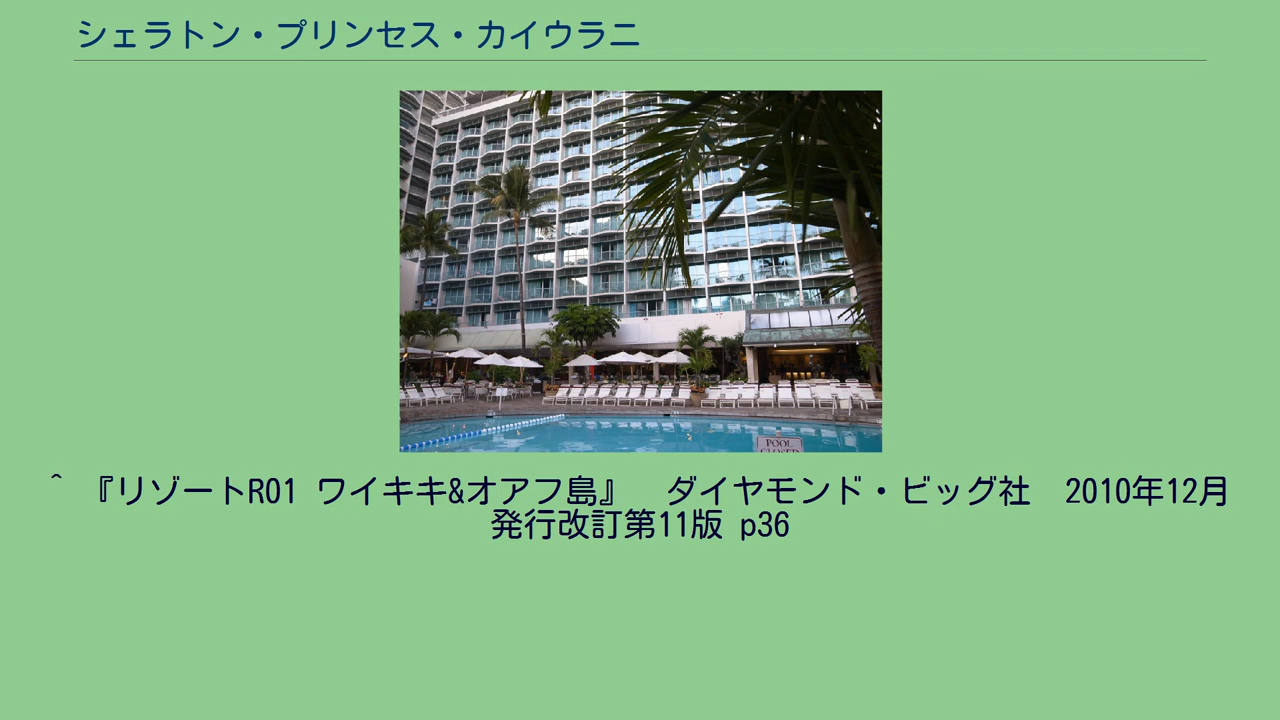 シェラトン・プリンセス・カイウラニ
POOL
CLOSED
^ 『リゾートR01 ワイキキ&オアフ島』　ダイヤモンド・ビッグ社　2010年12月
発行改訂第11版 p36